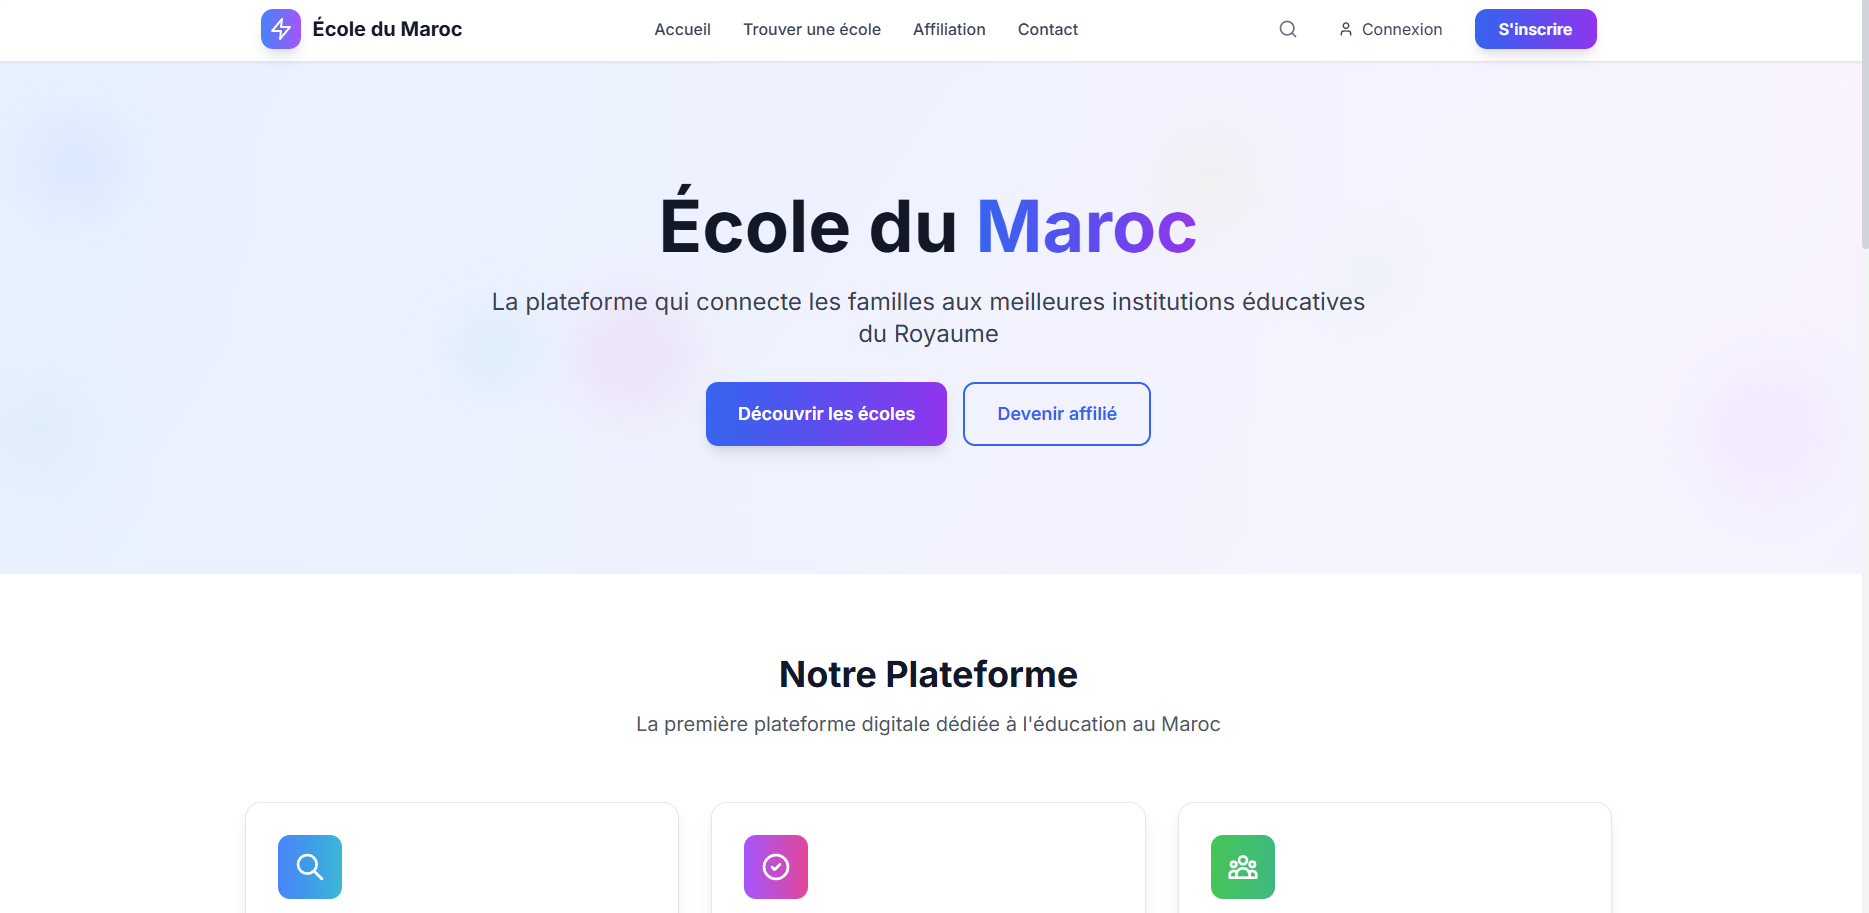 École du Maroc
Accueil
Trouver une école
Affiliation
Contact
Connexion
S'inscrire
École du Maroc
La plateforme qui connecte les familles aux meilleures institutions éducatives
du Royaume
Découvrir les écoles
Devenir affilié
Notre Plateforme
La première plateforme digitale dédiée à l'éducation au Maroc